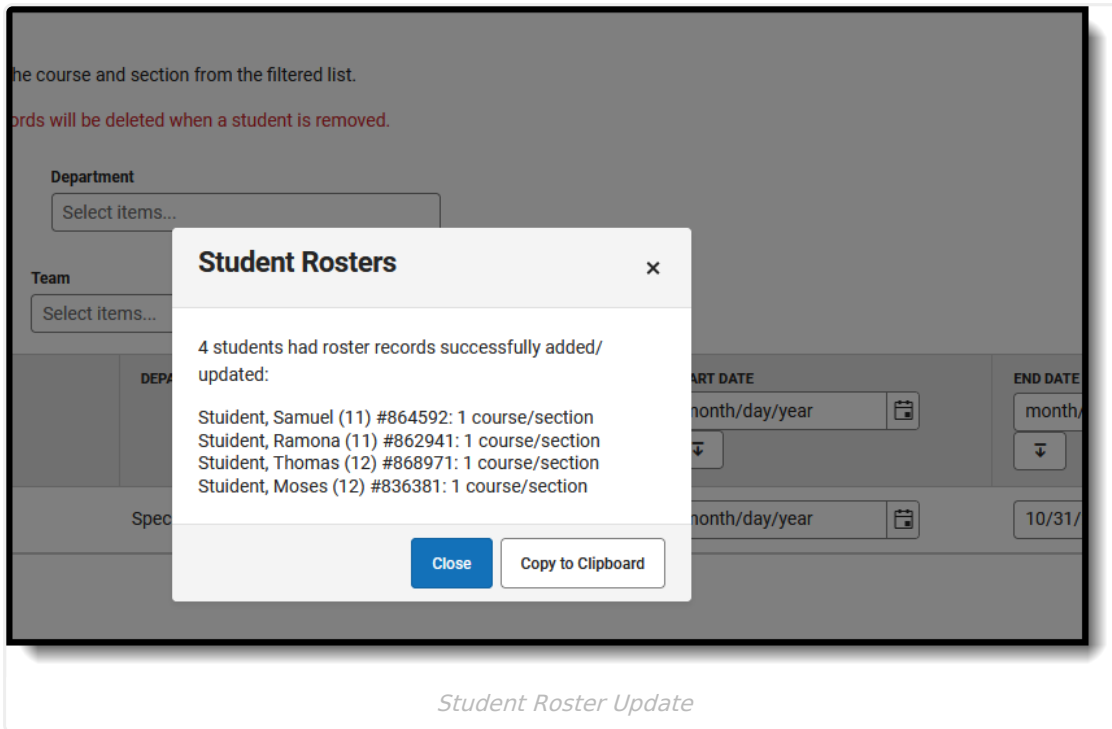 he course and section from the filtered list.
ords will be deleted when a student is removed.
Department
Select items...
Student Rosters
×
Team
Select items...
4 students had roster records successfully added/
updated:
DEPA
ART DATE
END DATE
month/day/year
month/
Stuident, Samuel (11) #864592: 1 course/section
Stuident, Ramona (11) #862941: 1 course/section
Stuident, Thomas (12) #868971: 1 course/section
Stuident, Moses (12) #836381: 1 course/section
Spec
month/day/year
10/31/
Close
Copy to Clipboard
Student Roster Update